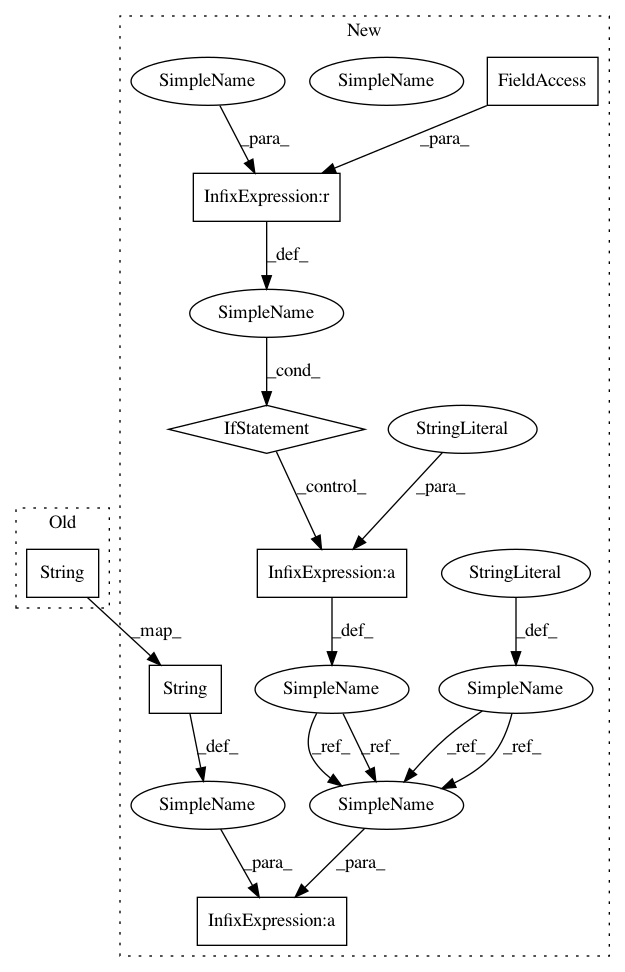 New
SimpleName
SimpleName
FieldAccess
_para_
_para_
InfixExpression:r
_def_
SimpleName
_cond_
IfStatement
StringLiteral
_control_
_para_
Old
String
InfixExpression:a
StringLiteral
_map_
_def_
_def_
String
SimpleName
SimpleName
_def_
_ref_
_ref_
_ref_
_ref_
SimpleName
SimpleName
_para_
_para_
InfixExpression:a